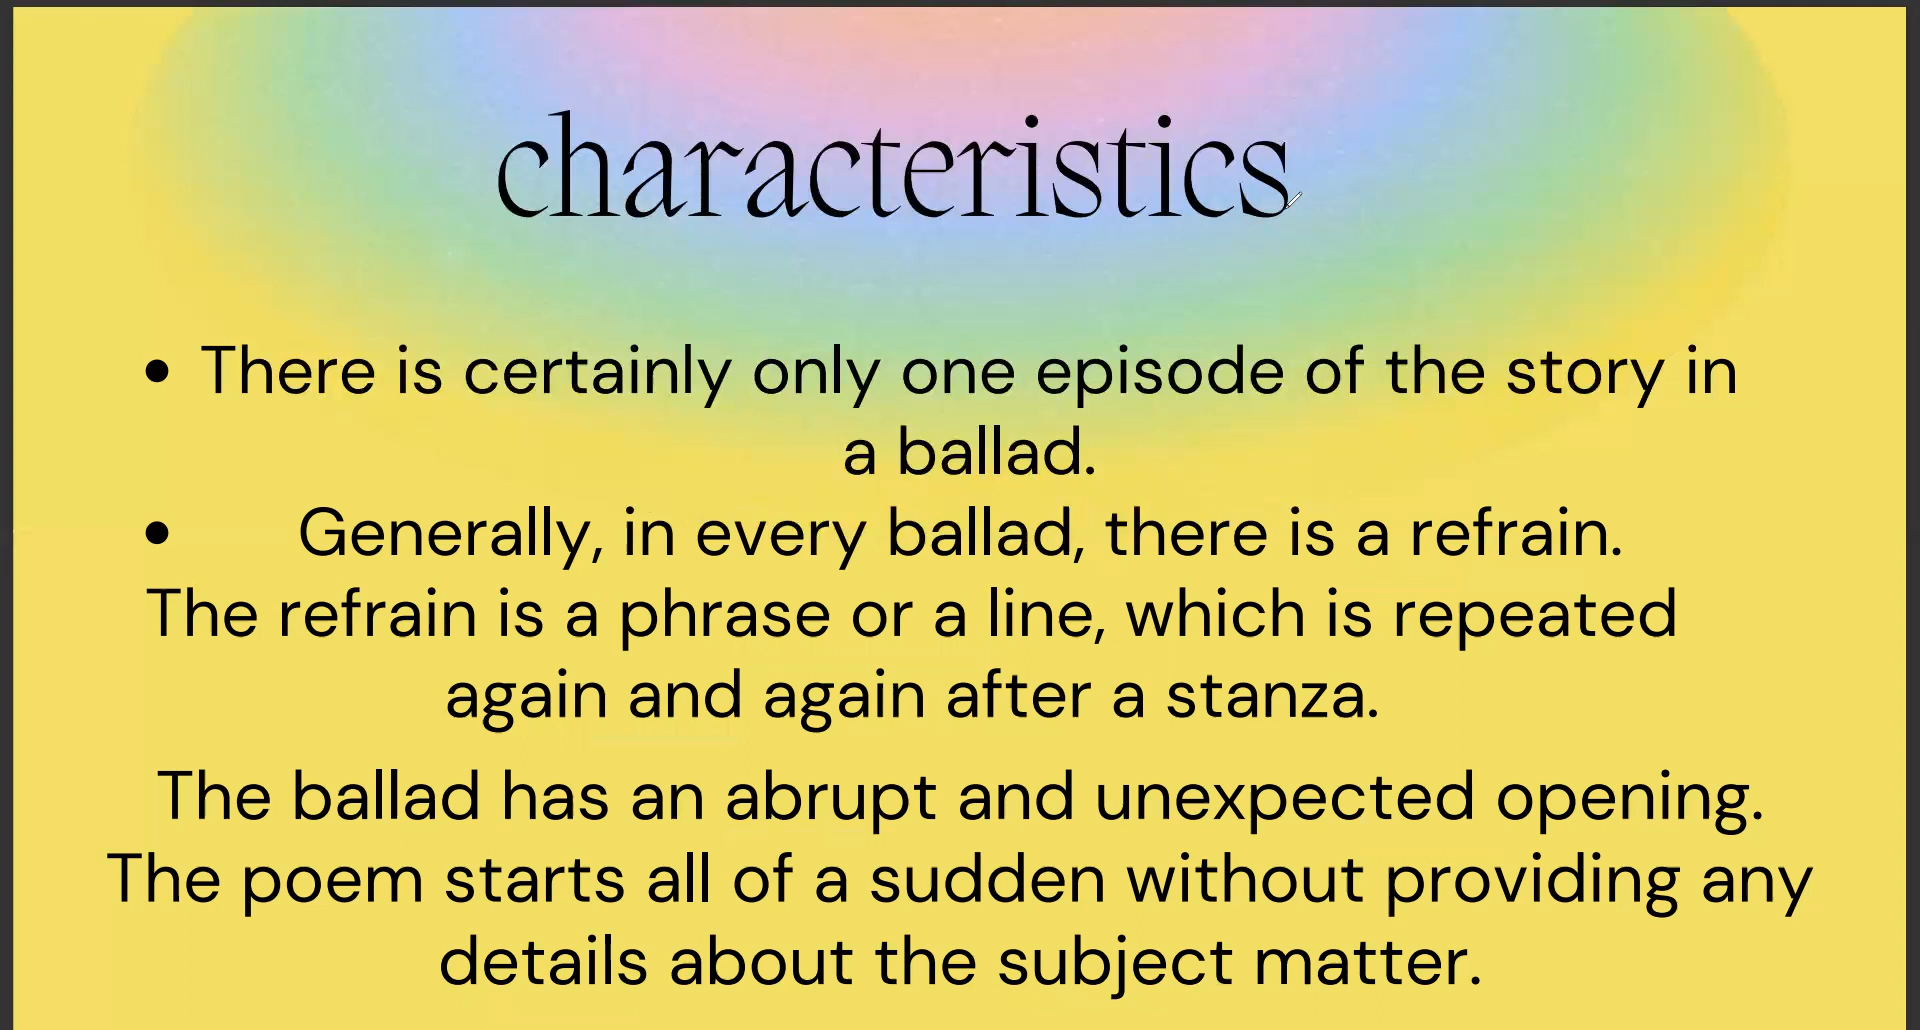 characteristics
• There is certainly only one episode of the story in
a ballad.
• Generally, in every ballad, there is a refrain.
The refrain is a phrase or a line, which is repeated
again and again after a stanza.
The ballad has an abrupt and unexpected opening.
The poem starts all of a sudden without providing any
details about the subject matter.